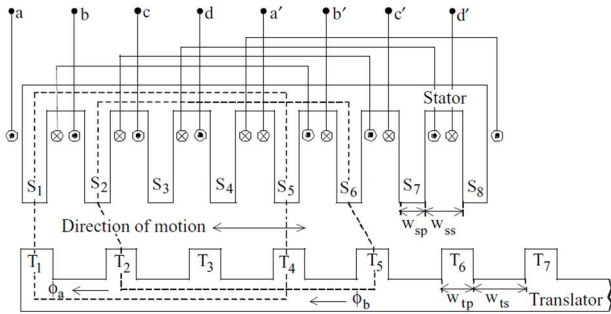 a b c d a′ b′ c′ d′
Stator
S1 S2 S3 S4 S5 S6 S7 S8
Direction of motion
wsp wss
T1 T2 T3 T4 T5 T6 T7
ϕa ϕb
wtp wts
Translator